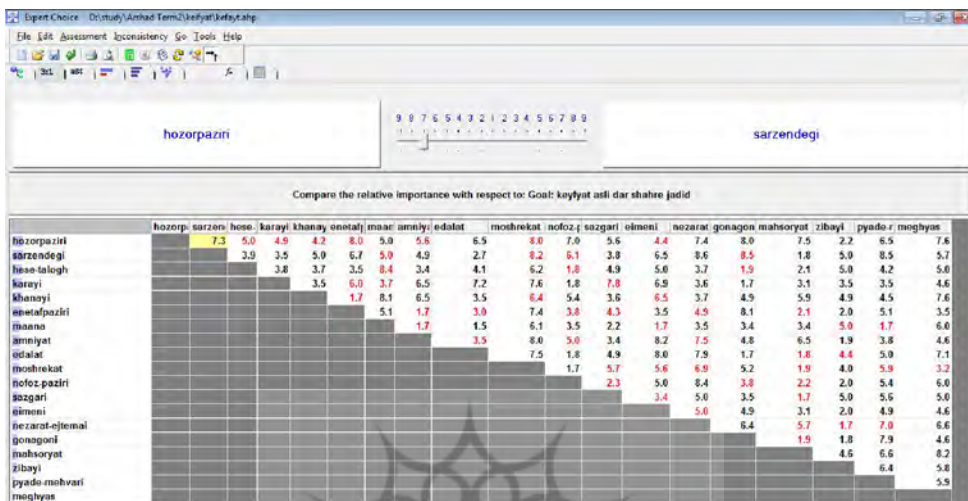 Expert Choice D:\study\Arshad Term2\keifyat\kefayt.ahp
File Edit Assessment Inconsistency Go Tools Help
3:1 ABC
hozorpaziri
9 8 7 6 5 4 3 2 1 2 3 4 5 6 7 8 9
sarzendegi
Compare the relative importance with respect to: Goal: keyfyat asli dar shahre jadid
hozorp sarzen hese- karayi khanay enetafp maan amniya edalat moshrekat nofoz-p sazgari eimeni nezarat gonagon mahsoryat zibayi pyade-r meghyas
hozorpaziri 7.3 5.0 4.9 4.2 8.0 5.0 5.6 6.5 8.0 7.0 5.6 4.4 7.4 8.0 7.5 2.2 6.5 7.6
sarzendegi 3.9 3.5 5.0 6.7 5.0 4.9 2.7 8.2 6.1 3.8 6.5 8.6 8.5 1.8 5.0 8.5 5.7
hese-talogh 3.8 3.7 3.5 8.4 3.4 4.1 6.2 1.8 4.9 5.0 3.7 1.9 2.1 5.0 4.2 5.0
karayi 3.5 6.0 3.7 6.5 7.2 7.6 1.8 7.8 6.9 3.6 1.7 3.1 3.5 3.5 4.6
khanayi 1.7 8.1 6.5 3.5 6.4 5.4 3.6 6.5 3.7 4.9 5.9 4.9 4.5 7.6
enetafpaziri 5.1 1.7 3.0 7.4 3.8 4.3 3.5 4.9 8.1 2.1 2.0 5.1 3.5
maana 1.7 1.5 6.1 3.5 2.2 1.7 3.5 3.4 3.4 5.0 1.7 6.0
amniyat 3.5 8.0 5.0 3.4 8.2 7.5 4.8 6.5 1.9 3.8 4.6
edalat 7.5 1.8 4.9 8.0 7.9 1.7 1.8 4.4 5.0 7.1
moshrekat 1.7 5.7 5.6 6.9 5.2 1.9 4.0 5.9 3.2
nofoz-paziri 2.3 5.0 8.4 3.8 2.2 2.0 5.4 6.0
sazgari 3.4 5.0 3.5 1.7 5.0 5.6 5.0
eimeni 5.0 4.9 3.1 2.0 4.9 4.6
nezarat-ejtemai 6.4 5.7 1.7 7.0 6.6
gonagoni 1.9 1.8 7.9 4.6
mahsoryat 4.6 6.6 8.2
zibayi 6.4 5.8
pyade-mehvari 5.9
meghyas